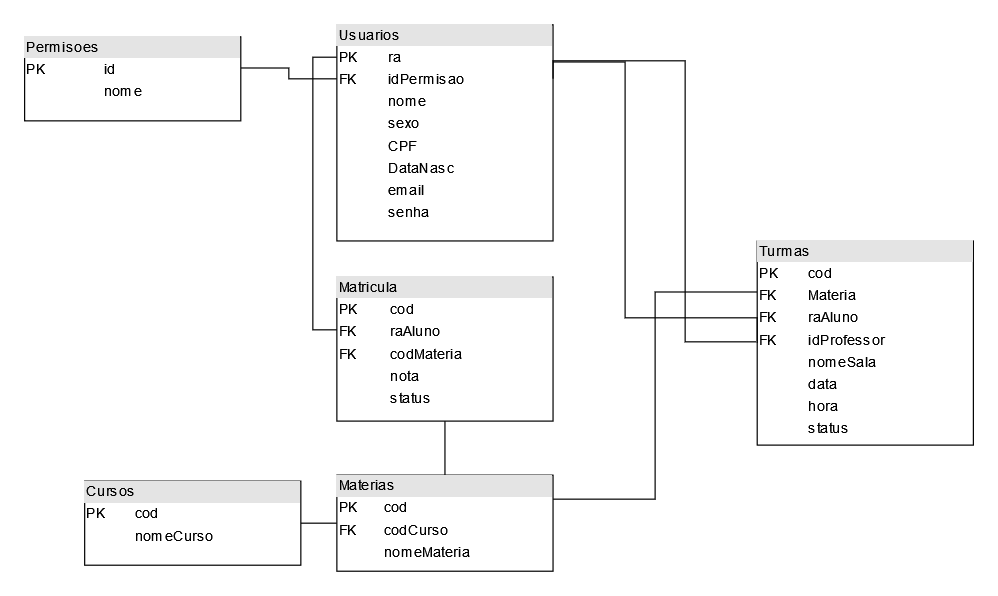 Permisoes
PK id
nome
Usuarios
PK ra
FK idPermisao
nome
sexo
CPF
DataNasc
email
senha
Turmas
PK cod
FK Materia
FK raAluno
FK idProfessor
nomeSala
data
hora
status
Matricula
PK cod
FK raAluno
FK codMateria
nota
status
Cursos
PK cod
nomeCurso
Materias
PK cod
FK codCurso
nomeMateria